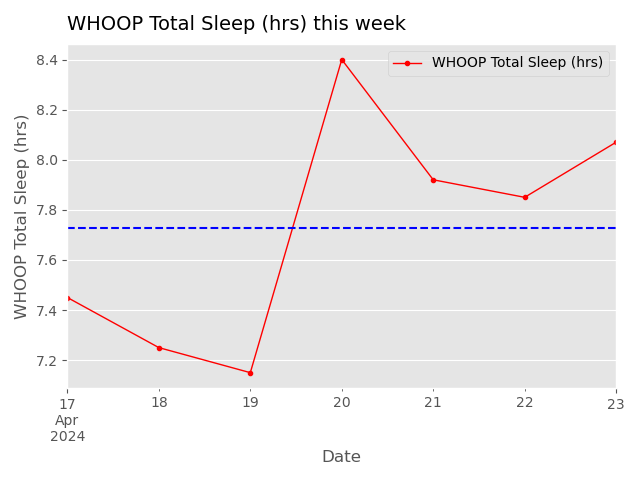 WHOOP Total Sleep (hrs) this week
WHOOP Total Sleep (hrs)
WHOOP Total Sleep (hrs)
8.4
8.2
8.0
7.8
7.6
7.4
7.2
17 18 19 20 21 22 23
Apr
2024
Date